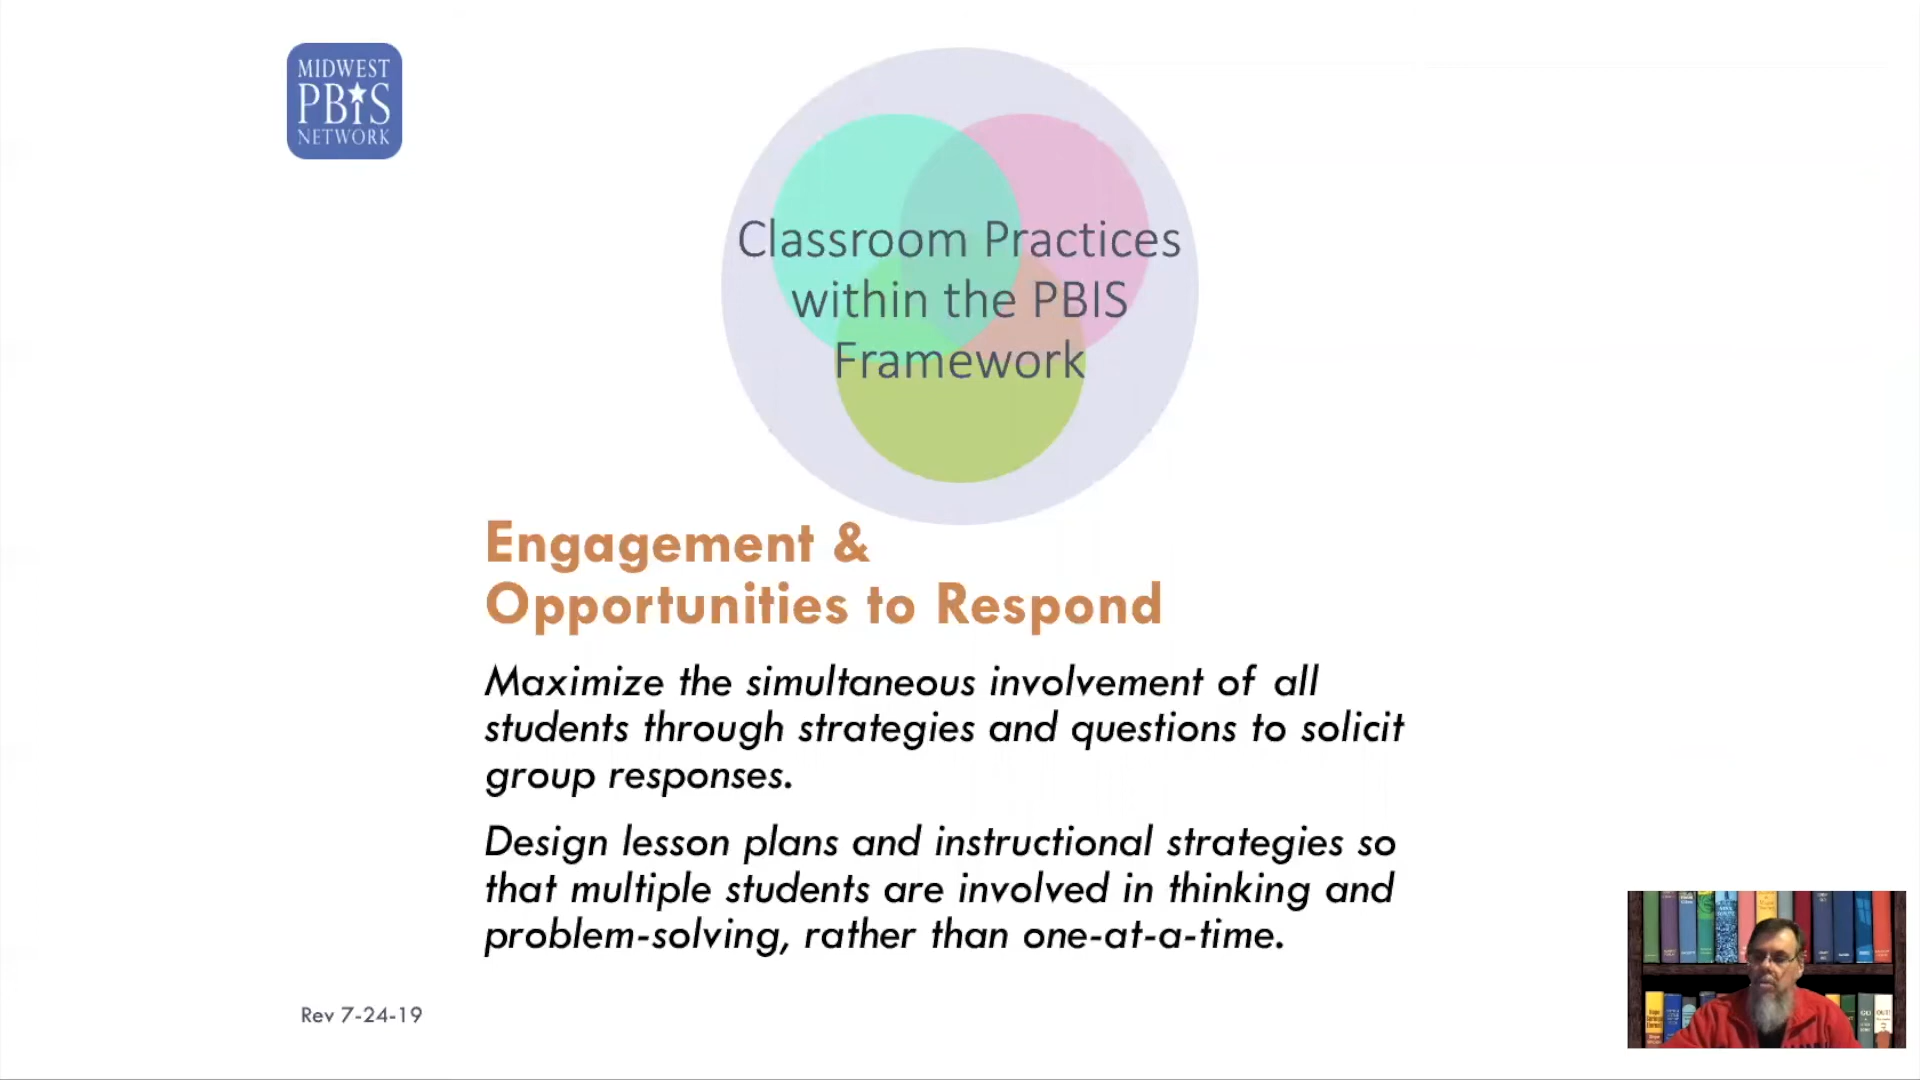 MIDWEST
PBIS
NETWORK
Classroom Practices
within the PBIS
Framework
Engagement &
Opportunities to Respond
Maximize the simultaneous involvement of all
students through strategies and questions to solicit
group responses.
Design lesson plans and instructional strategies so
that multiple students are involved in thinking and
problem-solving, rather than one-at-a-time.
Rev 7-24-19